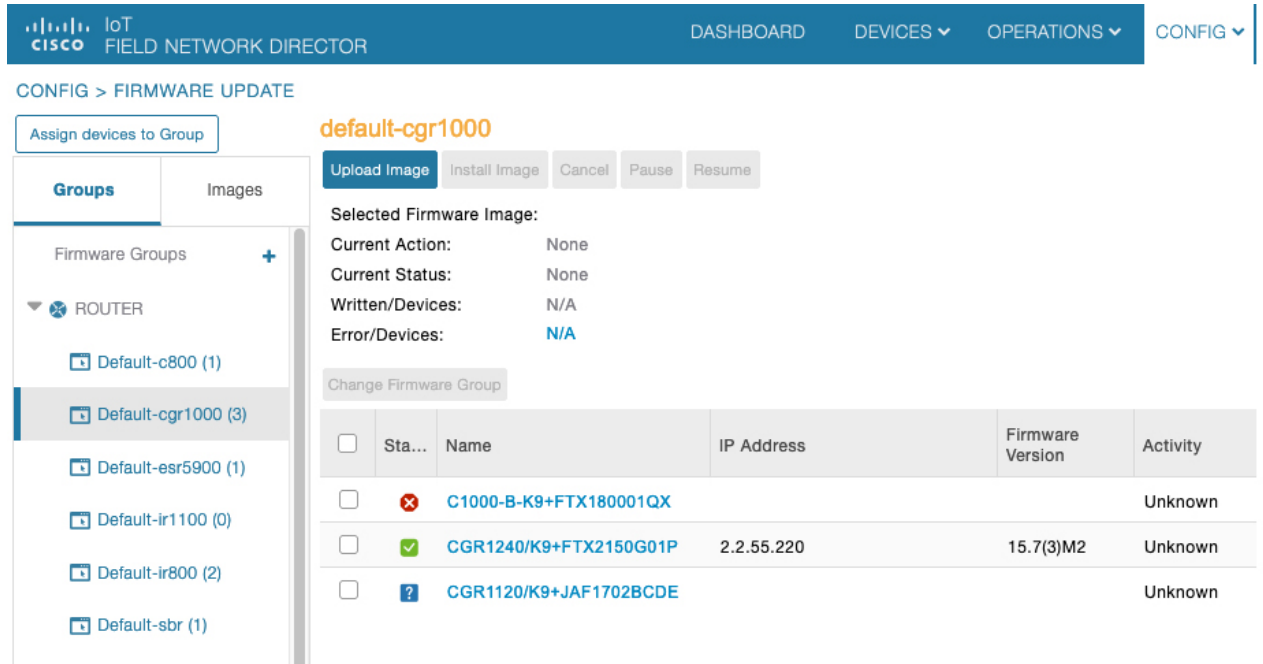 IoT
CISCO FIELD NETWORK DIRECTOR
DASHBOARD DEVICES OPERATIONS CONFIG
CONFIG > FIRMWARE UPDATE
Assign devices to Group
Groups Images
Firmware Groups +
ROUTER
Default-c800 (1)
Default-cgr1000 (3)
Default-esr5900 (1)
Default-ir1100 (0)
Default-ir800 (2)
Default-sbr (1)
default-cgr1000
Upload Image Install Image Cancel Pause Resume
Selected Firmware Image:
Current Action: None
Current Status: None
Written/Devices: N/A
Error/Devices: N/A
Change Firmware Group
Sta... Name IP Address Firmware Version Activity
C1000-B-K9+FTX180001QX Unknown
CGR1240/K9+FTX2150G01P 2.2.55.220 15.7(3)M2 Unknown
? CGR1120/K9+JAF1702BCDE Unknown